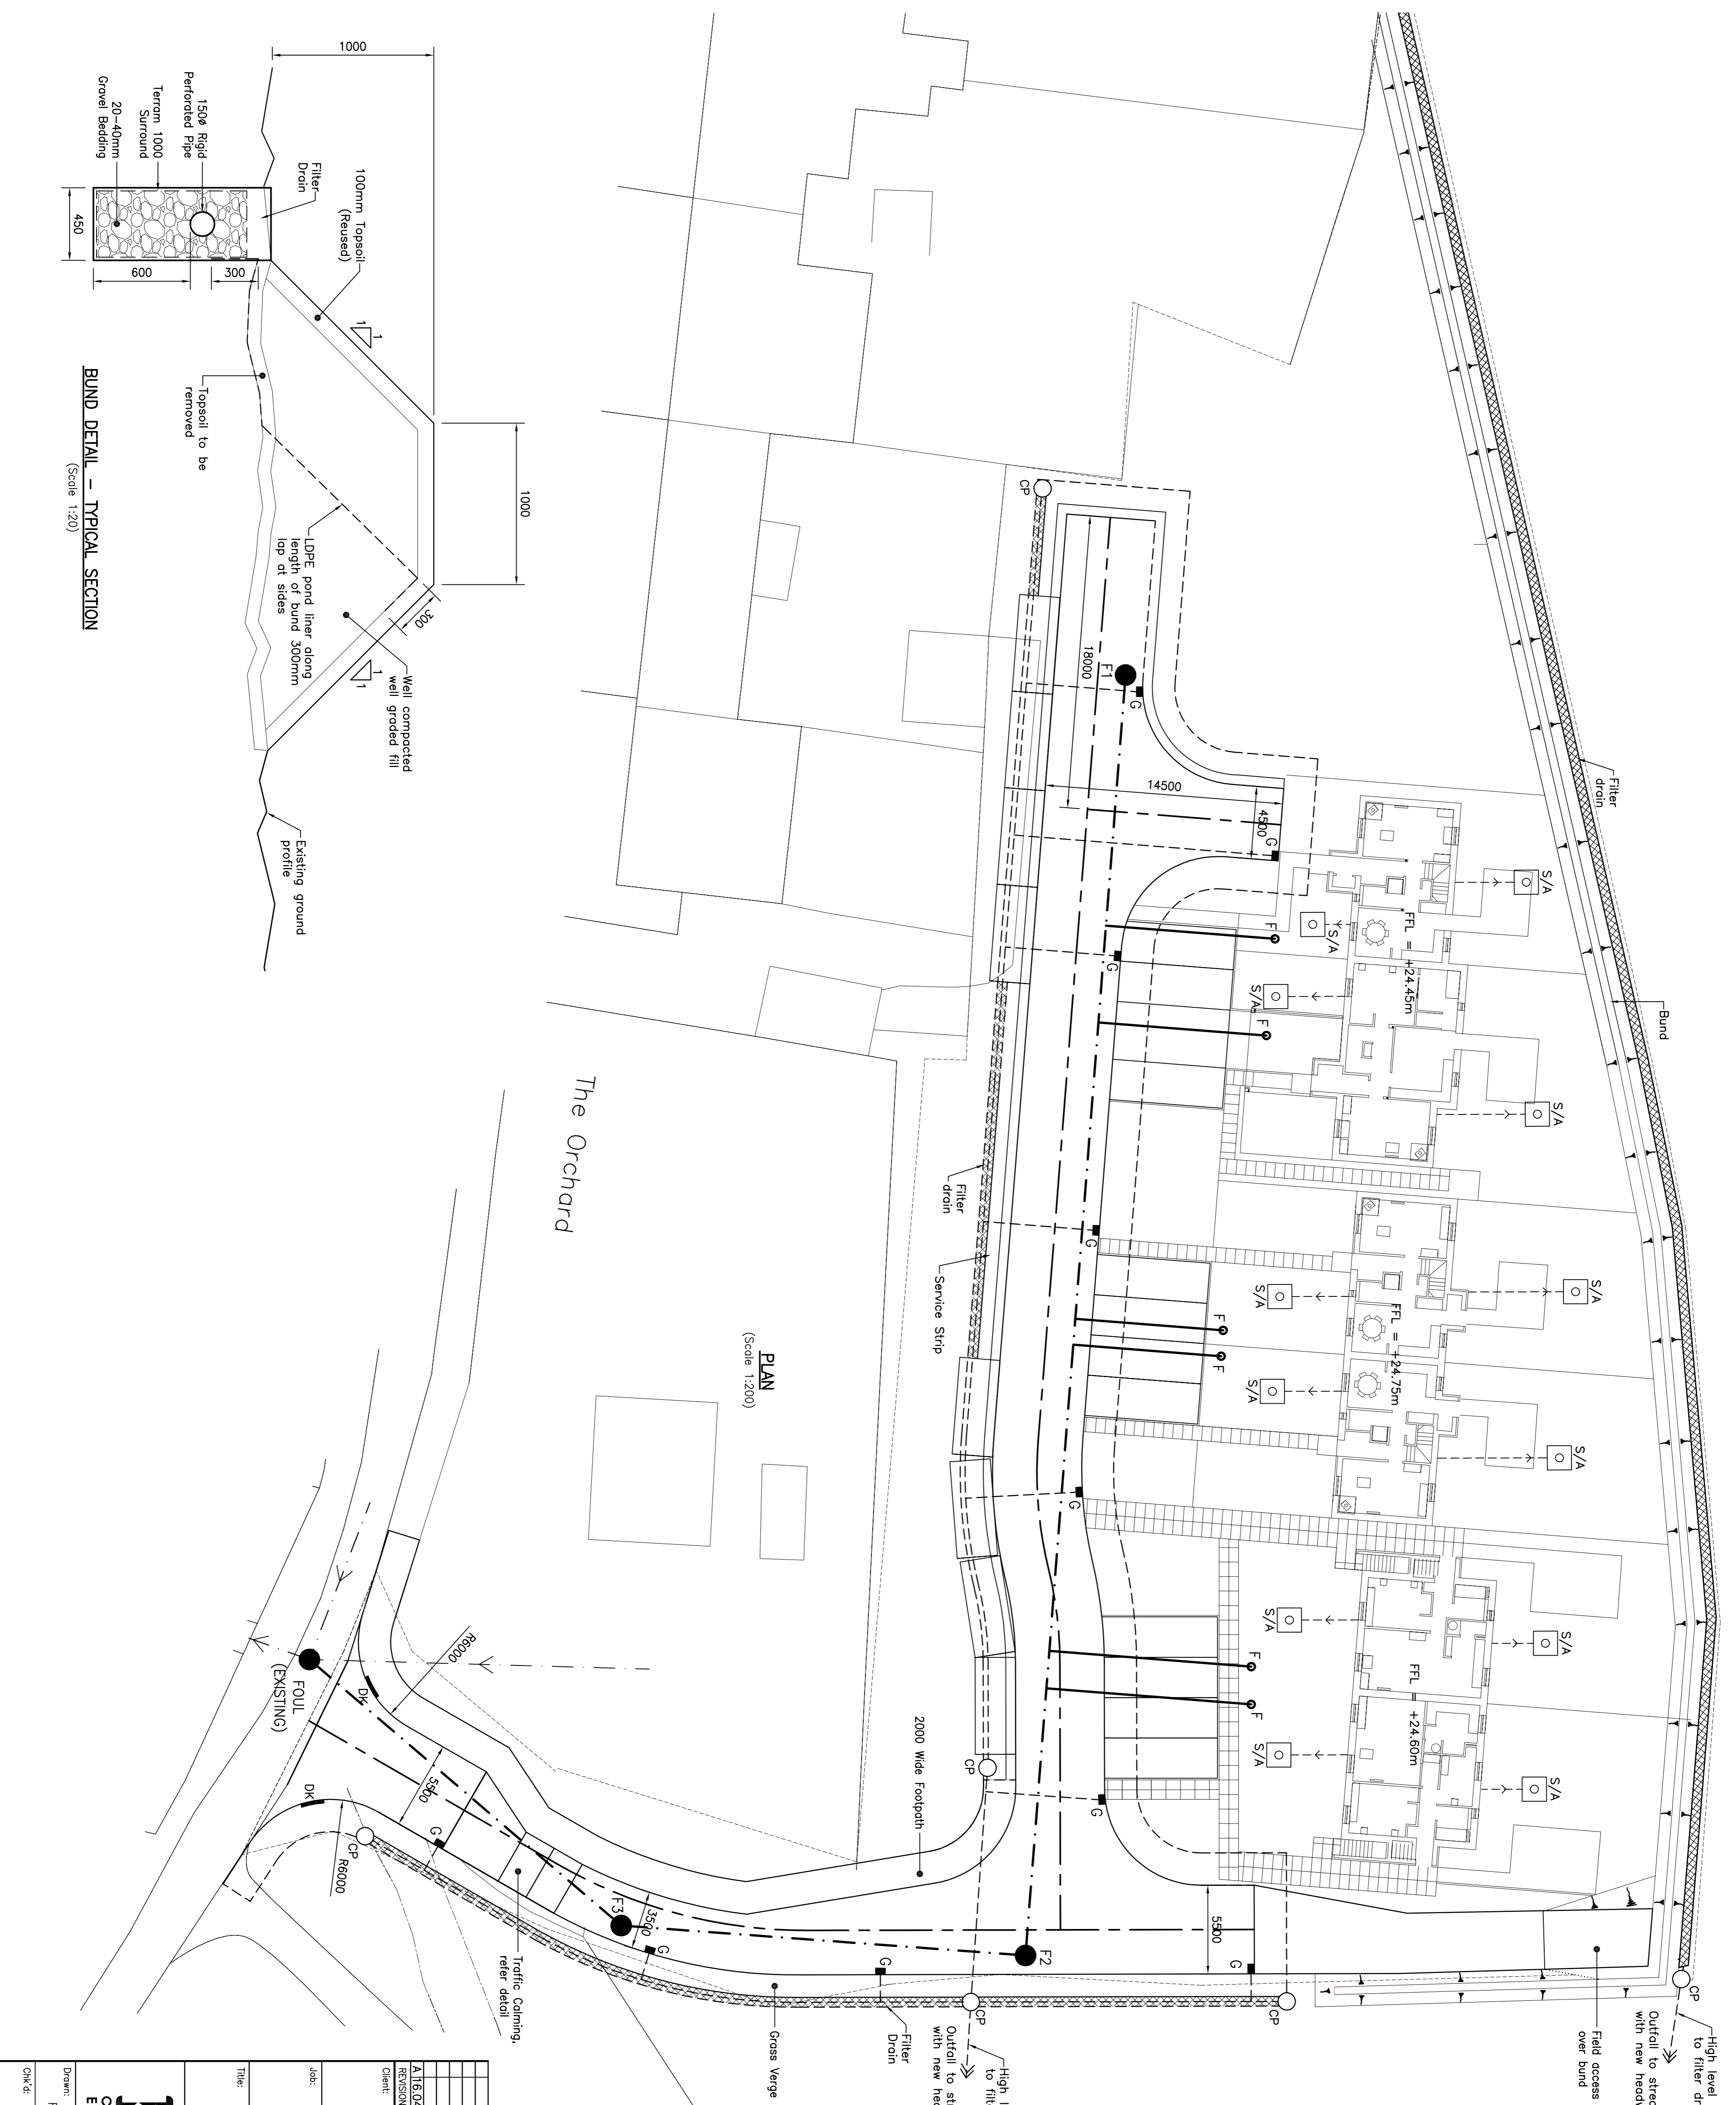 High level
to filter dr
Outfall to stre
with new headw
CP
Field access
over bund
Filter
drain
Bund
S/A
S/A
S/A
S/A
S/A
S/A
FFL = +24.45m
FFL = +24.75m
FFL = +24.60m
S/A
S/A
S/A
S/A
S/A
S/A
F
F
F
F
F
F
G
G
G
G
G
G
G
CP
F1
18000
14500
4500
5500
CP
High l
to filt
Outfall to st
with new hea
CP
CP
F2
G
Filter
Drain
Grass Verge
Filter
drain
Service Strip
2000 Wide Footpath
G
3500
F3
Traffic Calming,
refer detail
G
5500
CP
R6000
R6000
DK
DK
FOUL
(EXISTING)
The Orchard
PLAN
(Scale 1:200)
1000
1000
100mm Topsoil
(Reused)
Filter
Drain
150ø Rigid
Perforated Pipe
Terram 1000
Surround
20-40mm
Gravel Bedding
450
600
300
1
1
Topsoil to be
removed
LDPE pond liner along
length of bund 300mm
lap at sides
300
1
1
Well compacted
well graded fill
Existing ground
profile
BUND DETAIL - TYPICAL SECTION
(Scale 1:20)
A 16.04
REVISION
Client:
Job:
Title:
Drawn:
Chk'd: